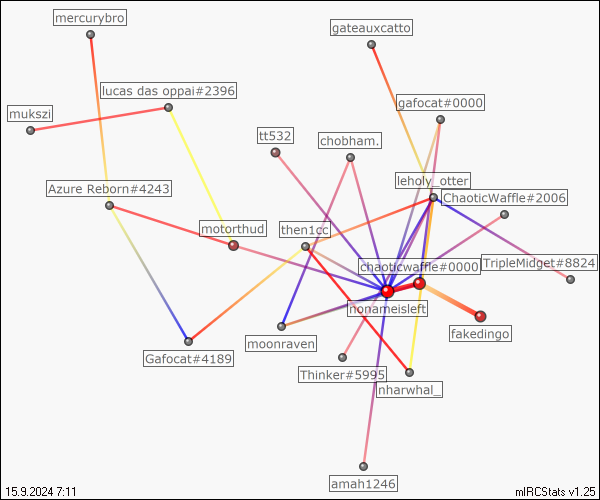 mercurybro
gateauxcatto
lucas das oppai#2396
gafocat#0000
mukszi
tt532
chobham.
leholy_otter
Azure Reborn#4243
ChaoticWaffle#2006
motorthud
then1cc
chaoticwaffle#0000
TripleMidget#8824
nonameisleft
fakedingo
moonraven
Gafocat#4189
Thinker#5995
nharwhal_
amah1246
15.9.2024 7:11
mIRCStats v1.25